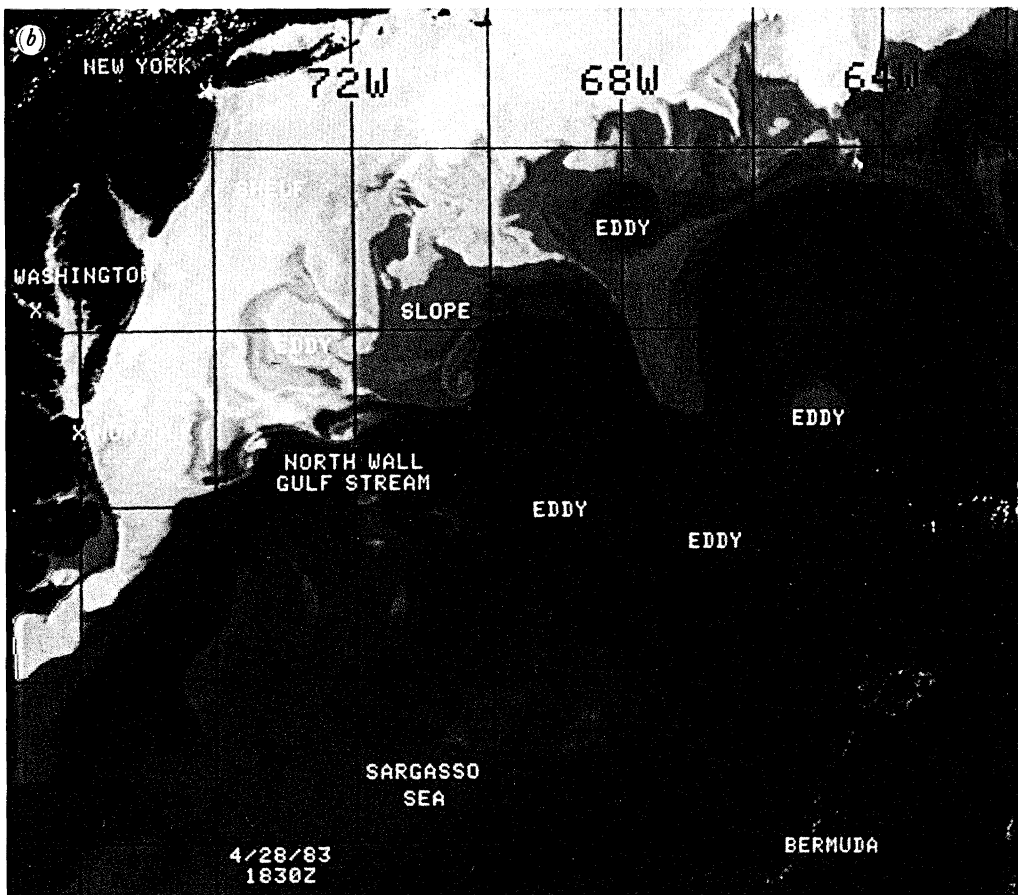 b
NEW YORK
72W
68W
64W
SHELF
EDDY
WASHINGTON
X
SLOPE
EDDY
EDDY
X
NORTH WALL
GULF STREAM
EDDY
EDDY
SARGASSO
SEA
BERMUDA
4/28/83
1830Z